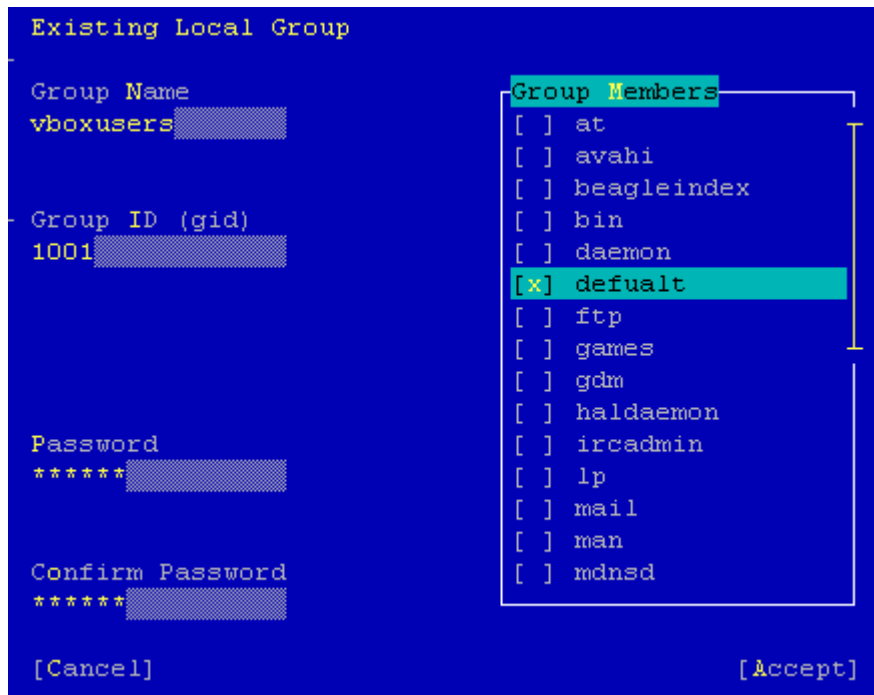 Existing Local Group
Group Name
vboxusers
Group ID (gid)
1001
Password
******
Confirm Password
******
Group Members
[ ] at
[ ] avahi
[ ] beagleindex
[ ] bin
[ ] daemon
[x] defualt
[ ] ftp
[ ] games
[ ] gdm
[ ] haldaemon
[ ] ircadmin
[ ] lp
[ ] mail
[ ] man
[ ] mdnsd
[Cancel] [Accept]